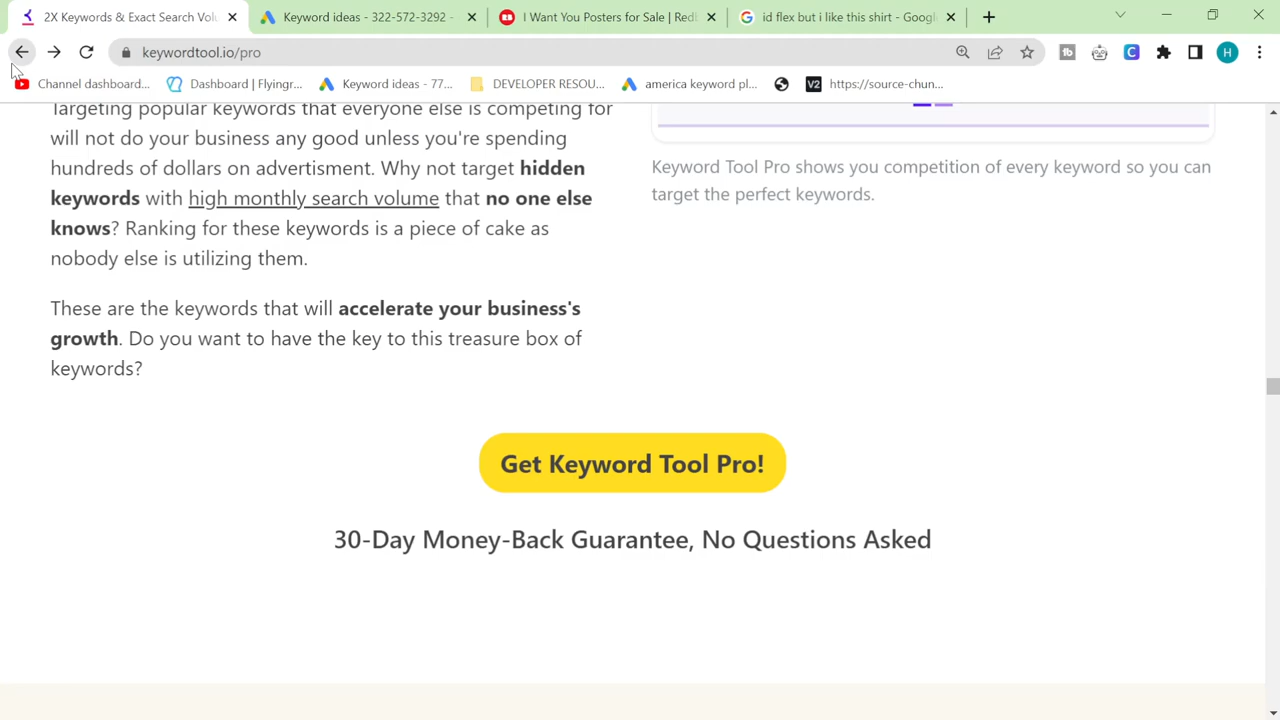 2X Keywords & Exact Search Volu
Keyword ideas - 322-572-3292 -
I Want You Posters for Sale | Redl
id flex but i like this shirt - Googl
keywordtool.io/pro
H
Channel dashboard...
Dashboard | Flyingr...
Keyword ideas - 77...
DEVELOPER RESOU...
america keyword pl...
V2
https://source-chun...
Targeting popular keywords that everyone else is competing for
will not do your business any good unless you're spending
hundreds of dollars on advertisment. Why not target hidden
keywords with high monthly search volume that no one else
knows? Ranking for these keywords is a piece of cake as
nobody else is utilizing them.
These are the keywords that will accelerate your business's
growth. Do you want to have the key to this treasure box of
keywords?
Keyword Tool Pro shows you competition of every keyword so you can
target the perfect keywords.
Get Keyword Tool Pro!
30-Day Money-Back Guarantee, No Questions Asked